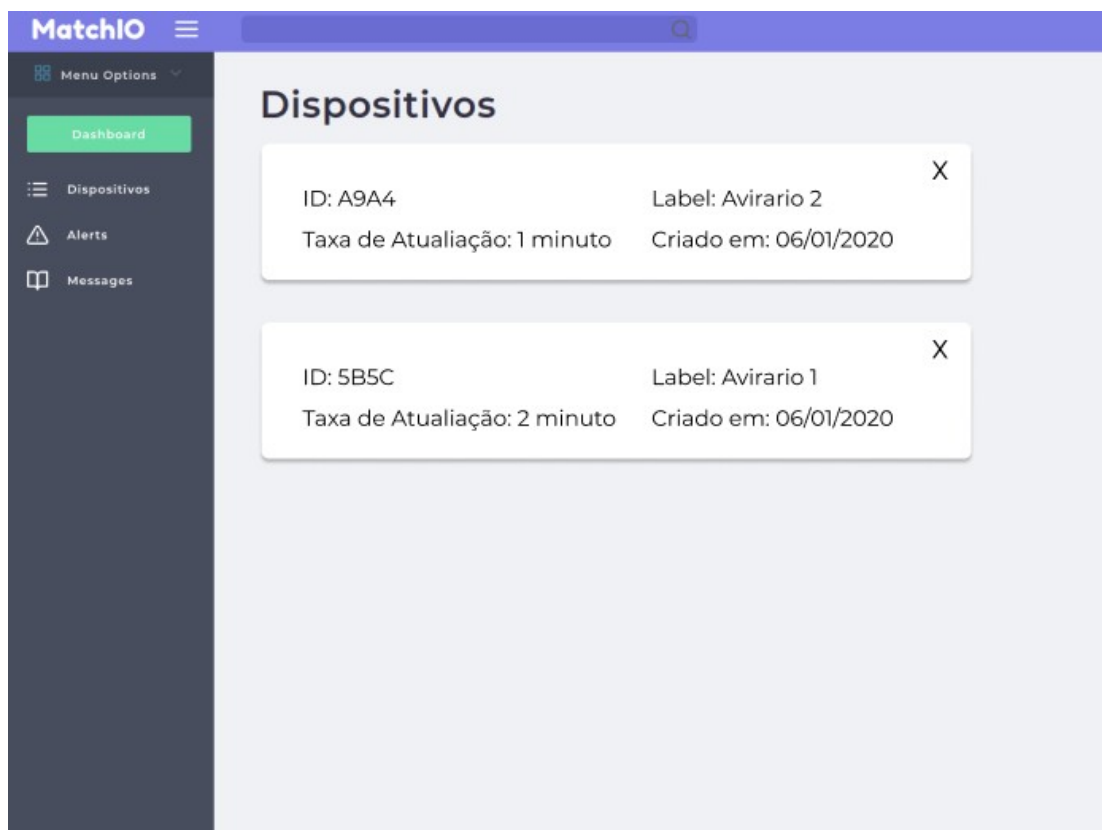 MatchIO
Menu Options
Dashboard
Dispositivos
Alerts
Messages
Dispositivos
X
ID: A9A4 Label: Avirario 2
Taxa de Atualiação: 1 minuto Criado em: 06/01/2020
X
ID: 5B5C Label: Avirario 1
Taxa de Atualiação: 2 minuto Criado em: 06/01/2020